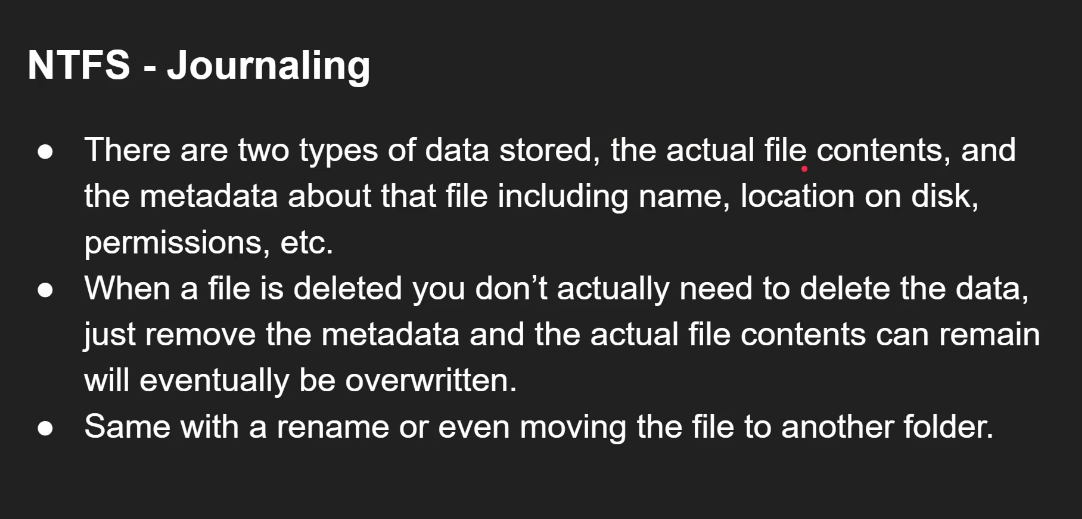 NTFS - Journaling
● There are two types of data stored, the actual file contents, and
the metadata about that file including name, location on disk,
permissions, etc.
● When a file is deleted you don’t actually need to delete the data,
just remove the metadata and the actual file contents can remain
will eventually be overwritten.
● Same with a rename or even moving the file to another folder.